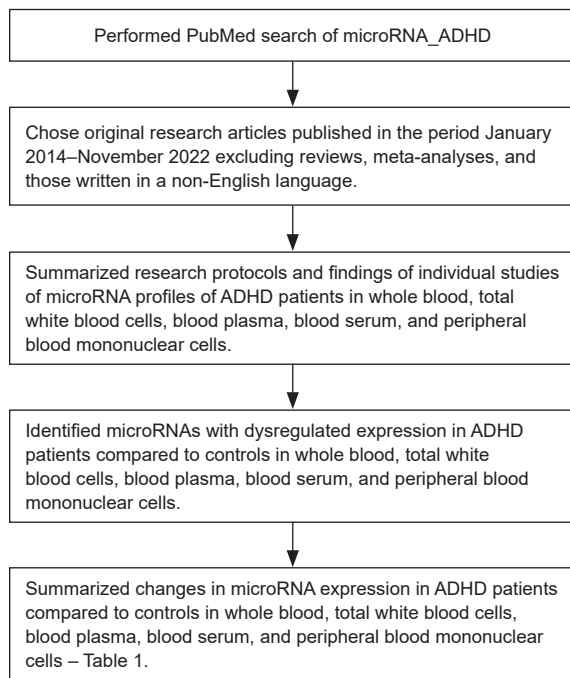 Performed PubMed search of microRNA_ADHD
Chose original research articles published in the period January
2014–November 2022 excluding reviews, meta-analyses, and
those written in a non-English language.
Summarized research protocols and findings of individual studies
of microRNA profiles of ADHD patients in whole blood, total
white blood cells, blood plasma, blood serum, and peripheral
blood mononuclear cells.
Identified microRNAs with dysregulated expression in ADHD
patients compared to controls in whole blood, total white
blood cells, blood plasma, blood serum, and peripheral blood
mononuclear cells.
Summarized changes in microRNA expression in ADHD patients
compared to controls in whole blood, total white blood cells,
blood plasma, blood serum, and peripheral blood mononuclear
cells – Table 1.